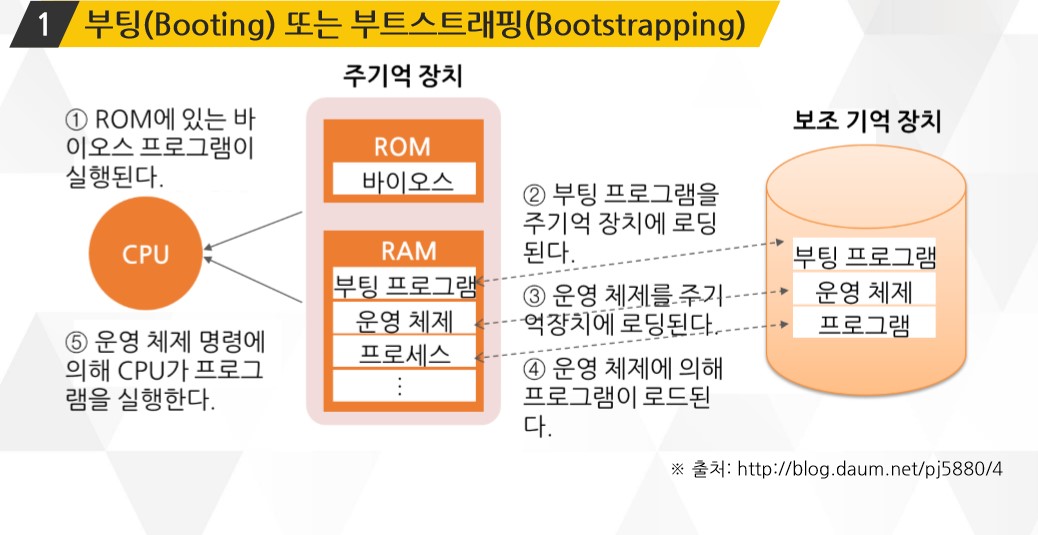 1 부팅(Booting) 또는 부트스트래핑(Bootstrapping)
주기억 장치
① ROM에 있는 바
이오스 프로그램이
실행된다.
CPU
⑤ 운영 체제 명령에
의해 CPU가 프로그
램을 실행한다.
ROM
바이오스
RAM
부팅 프로그램
운영 체제
프로세스
⋮
② 부팅 프로그램을
주기억 장치에 로딩
된다.
③ 운영 체제를 주기
억장치에 로딩된다.
④ 운영 체제에 의해
프로그램이 로드된
다.
보조 기억 장치
부팅 프로그램
운영 체제
프로그램
※ 출처: http://blog.daum.net/pj5880/4